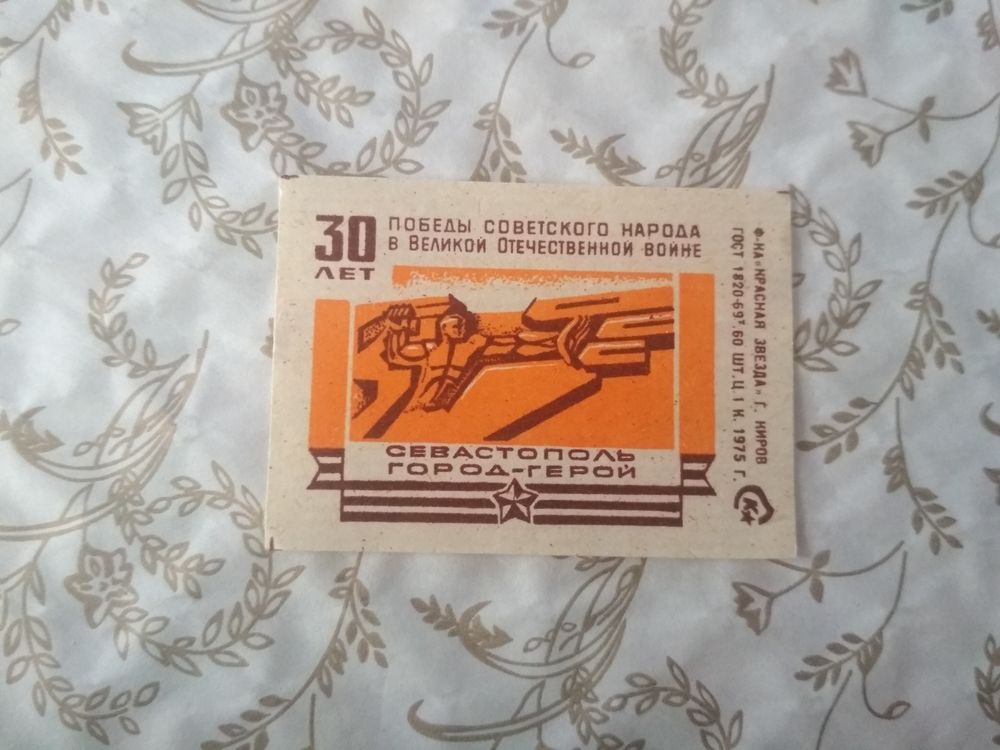 30
ЛЕТ
ПОБЕДЫ СОВЕТСКОГО НАРОДА
В ВЕЛИКОЙ ОТЕЧЕСТВЕННОЙ ВОЙНЕ
СЕВАСТОПОЛЬ
ГОРОД-ГЕРОЙ
Ф-КА «КРАСНАЯ ЗВЕЗДА» Г. КИРОВ
ГОСТ 1820-69Т. 60 ШТ. Ц. 1 К. 1975 Г.
К